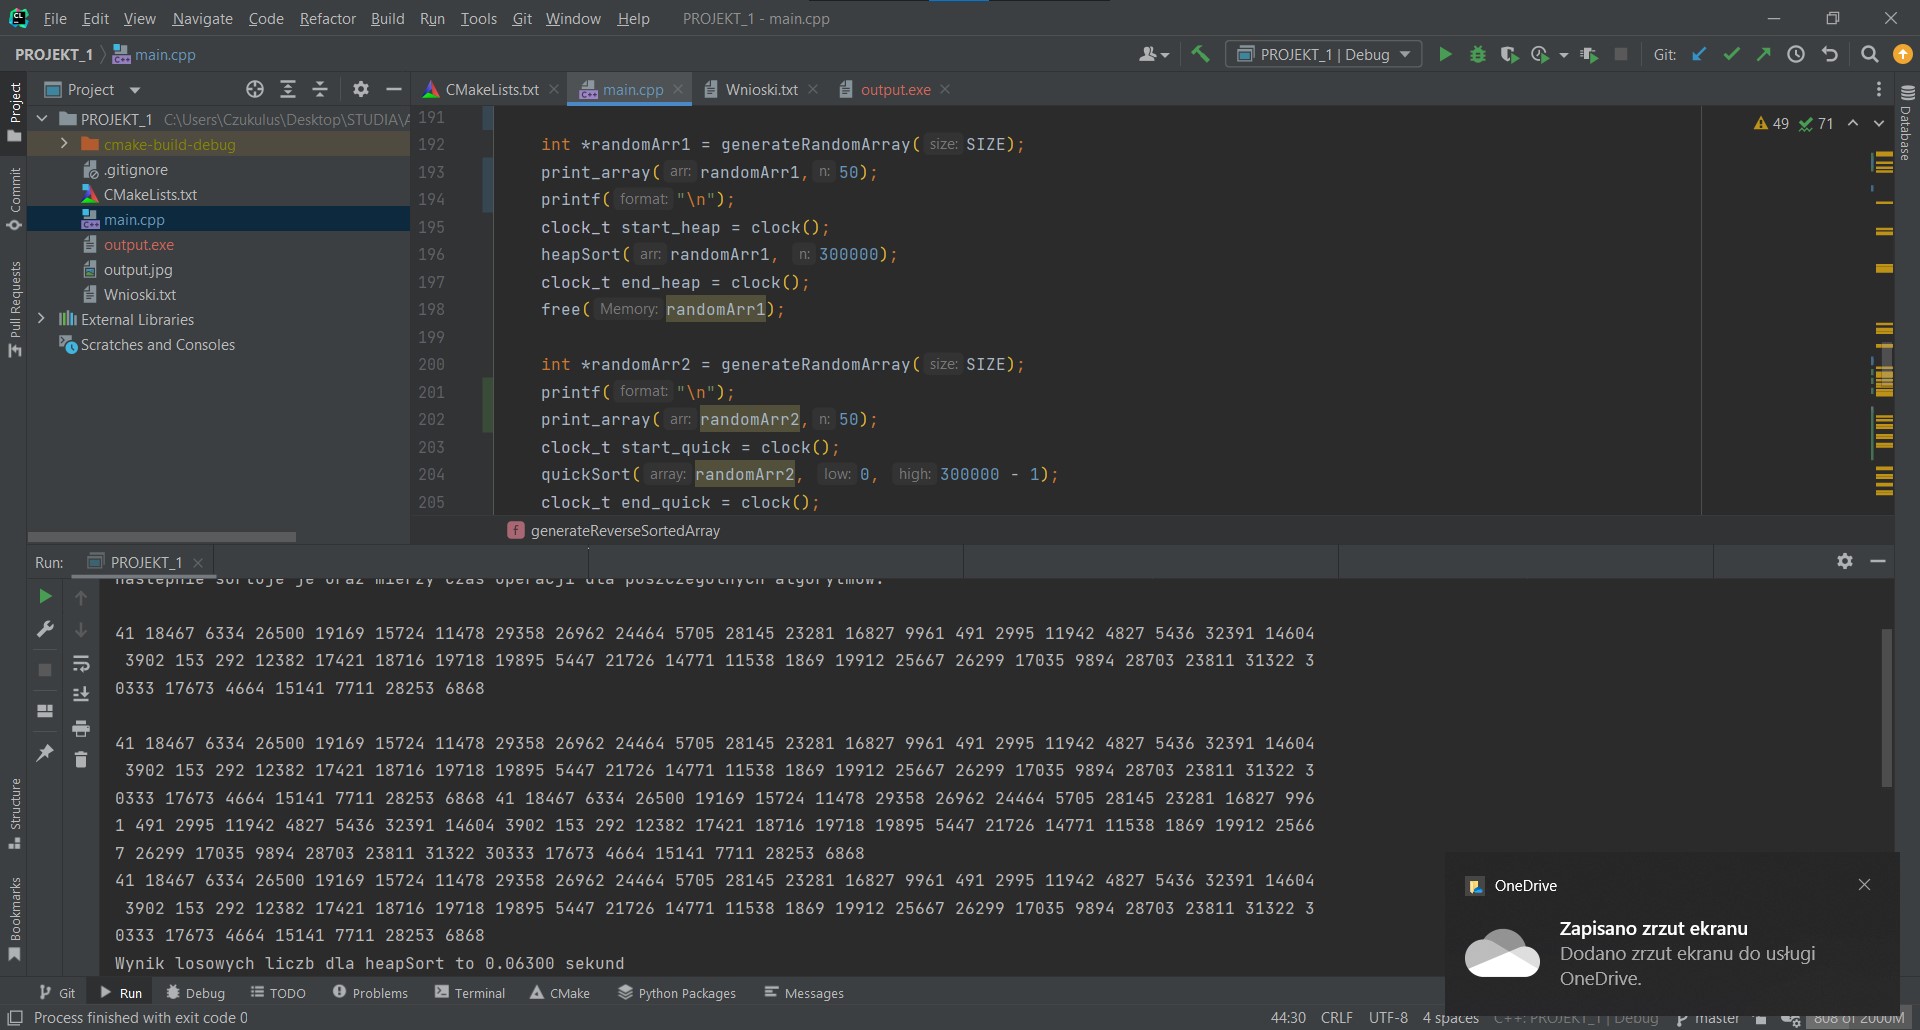 File Edit View Navigate Code Refactor Build Run Tools Git Window Help PROJEKT_1 - main.cpp
PROJEKT_1 main.cpp PROJEKT_1 | Debug Git:
Project CMakeLists.txt main.cpp Wnioski.txt output.exe
Project
Commit
Pull Requests
Structure
Bookmarks
Database
PROJEKT_1 C:\Users\Czukulus\Desktop\STUDIA\A
cmake-build-debug
.gitignore
CMakeLists.txt
main.cpp
output.exe
output.jpg
Wnioski.txt
External Libraries
Scratches and Consoles
49 71
191
192 int *randomArr1 = generateRandomArray( size: SIZE);
193 print_array( arr: randomArr1, n: 50);
194 printf( format: "\n");
195 clock_t start_heap = clock();
196 heapSort( arr: randomArr1, n: 300000);
197 clock_t end_heap = clock();
198 free( Memory: randomArr1);
199
200 int *randomArr2 = generateRandomArray( size: SIZE);
201 printf( format: "\n");
202 print_array( arr: randomArr2, n: 50);
203 clock_t start_quick = clock();
204 quickSort( array: randomArr2, low: 0, high: 300000 - 1);
205 clock_t end_quick = clock();
f generateReverseSortedArray
Run: PROJEKT_1
następnie sortuje je oraz mierzy czas operacji dla poszczególnych algorytmów.
41 18467 6334 26500 19169 15724 11478 29358 26962 24464 5705 28145 23281 16827 9961 491 2995 11942 4827 5436 32391 14604
3902 153 292 12382 17421 18716 19718 19895 5447 21726 14771 11538 1869 19912 25667 26299 17035 9894 28703 23811 31322 3
0333 17673 4664 15141 7711 28253 6868
41 18467 6334 26500 19169 15724 11478 29358 26962 24464 5705 28145 23281 16827 9961 491 2995 11942 4827 5436 32391 14604
3902 153 292 12382 17421 18716 19718 19895 5447 21726 14771 11538 1869 19912 25667 26299 17035 9894 28703 23811 31322 3
0333 17673 4664 15141 7711 28253 6868 41 18467 6334 26500 19169 15724 11478 29358 26962 24464 5705 28145 23281 16827 996
1 491 2995 11942 4827 5436 32391 14604 3902 153 292 12382 17421 18716 19718 19895 5447 21726 14771 11538 1869 19912 2566
7 26299 17035 9894 28703 23811 31322 30333 17673 4664 15141 7711 28253 6868
41 18467 6334 26500 19169 15724 11478 29358 26962 24464 5705 28145 23281 16827 9961 491 2995 11942 4827 5436 32391 14604
3902 153 292 12382 17421 18716 19718 19895 5447 21726 14771 11538 1869 19912 25667 26299 17035 9894 28703 23811 31322 3
0333 17673 4664 15141 7711 28253 6868
Wynik losowych liczb dla heapSort to 0.06300 sekund
OneDrive
Zapisano zrzut ekranu
Dodano zrzut ekranu do usługi
OneDrive.
Git Run Debug TODO Problems Terminal CMake Python Packages Messages
Process finished with exit code 0 44:30 CRLF UTF-8 4 spaces C++: PROJEKT_1 | Debug master 808 of 2000M